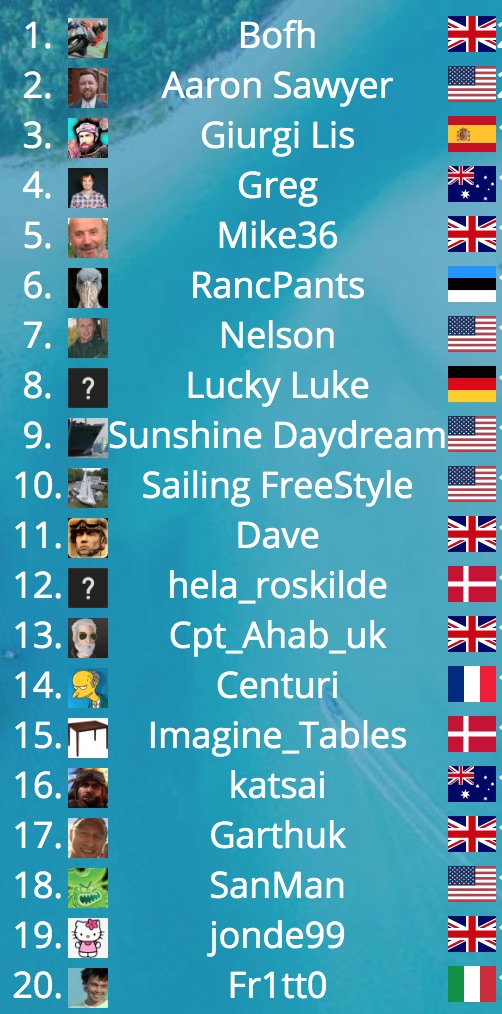 1. Bofh
2. Aaron Sawyer
3. Giurgi Lis
4. Greg
5. Mike36
6. RancPants
7. Nelson
8. ? Lucky Luke
9. Sunshine Daydream
10. Sailing FreeStyle
11. Dave
12. ? hela_roskilde
13. Cpt_Ahab_uk
14. Centuri
15. Imagine_Tables
16. katsai
17. Garthuk
18. SanMan
19. jonde99
20. Fr1tt0